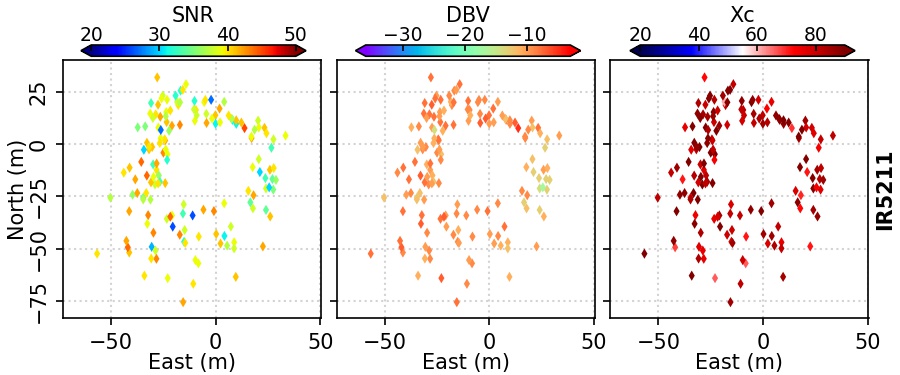 SNR DBV Xc
20 30 40 50 −30 −20 −10 20 40 60 80
25
0
−25
−50
−75
North (m)
−50 0 50 −50 0 50 −50 0 50
East (m) East (m) East (m)
IR5211